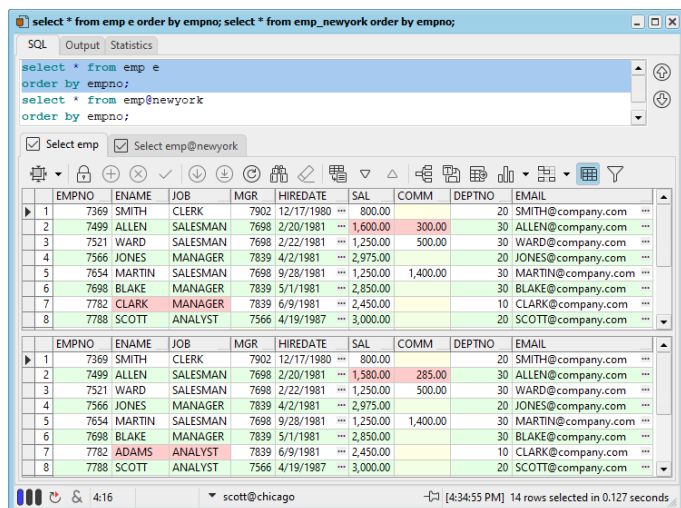 select * from emp e order by empno; select * from emp_newyork order by empno;
SQL Output Statistics
select * from emp e
order by empno;
select * from emp@newyork
order by empno;
Select emp Select emp@newyork
EMPNO ENAME JOB MGR HIREDATE SAL COMM DEPTNO EMAIL
1 7369 SMITH CLERK 7902 12/17/1980 ... 800.00 20 SMITH@company.com ...
2 7499 ALLEN SALESMAN 7698 2/20/1981 ... 1,600.00 300.00 30 ALLEN@company.com ...
3 7521 WARD SALESMAN 7698 2/22/1981 ... 1,250.00 500.00 30 WARD@company.com ...
4 7566 JONES MANAGER 7839 4/2/1981 ... 2,975.00 20 JONES@company.com ...
5 7654 MARTIN SALESMAN 7698 9/28/1981 ... 1,250.00 1,400.00 30 MARTIN@company.com ...
6 7698 BLAKE MANAGER 7839 5/1/1981 ... 2,850.00 30 BLAKE@company.com ...
7 7782 CLARK MANAGER 7839 6/9/1981 ... 2,450.00 10 CLARK@company.com ...
8 7788 SCOTT ANALYST 7566 4/19/1987 ... 3,000.00 20 SCOTT@company.com ...
EMPNO ENAME JOB MGR HIREDATE SAL COMM DEPTNO EMAIL
1 7369 SMITH CLERK 7902 12/17/1980 ... 800.00 20 SMITH@company.com ...
2 7499 ALLEN SALESMAN 7698 2/20/1981 ... 1,580.00 285.00 30 ALLEN@company.com ...
3 7521 WARD SALESMAN 7698 2/22/1981 ... 1,250.00 500.00 30 WARD@company.com ...
4 7566 JONES MANAGER 7839 4/2/1981 ... 2,975.00 20 JONES@company.com ...
5 7654 MARTIN SALESMAN 7698 9/28/1981 ... 1,250.00 1,400.00 30 MARTIN@company.com ...
6 7698 BLAKE MANAGER 7839 5/1/1981 ... 2,850.00 30 BLAKE@company.com ...
7 7782 ADAMS ANALYST 7839 6/9/1981 ... 2,450.00 10 CLARK@company.com ...
8 7788 SCOTT ANALYST 7566 4/19/1987 ... 3,000.00 20 SCOTT@company.com ...
& 4:16 scott@chicago [4:34:55 PM] 14 rows selected in 0.127 seconds